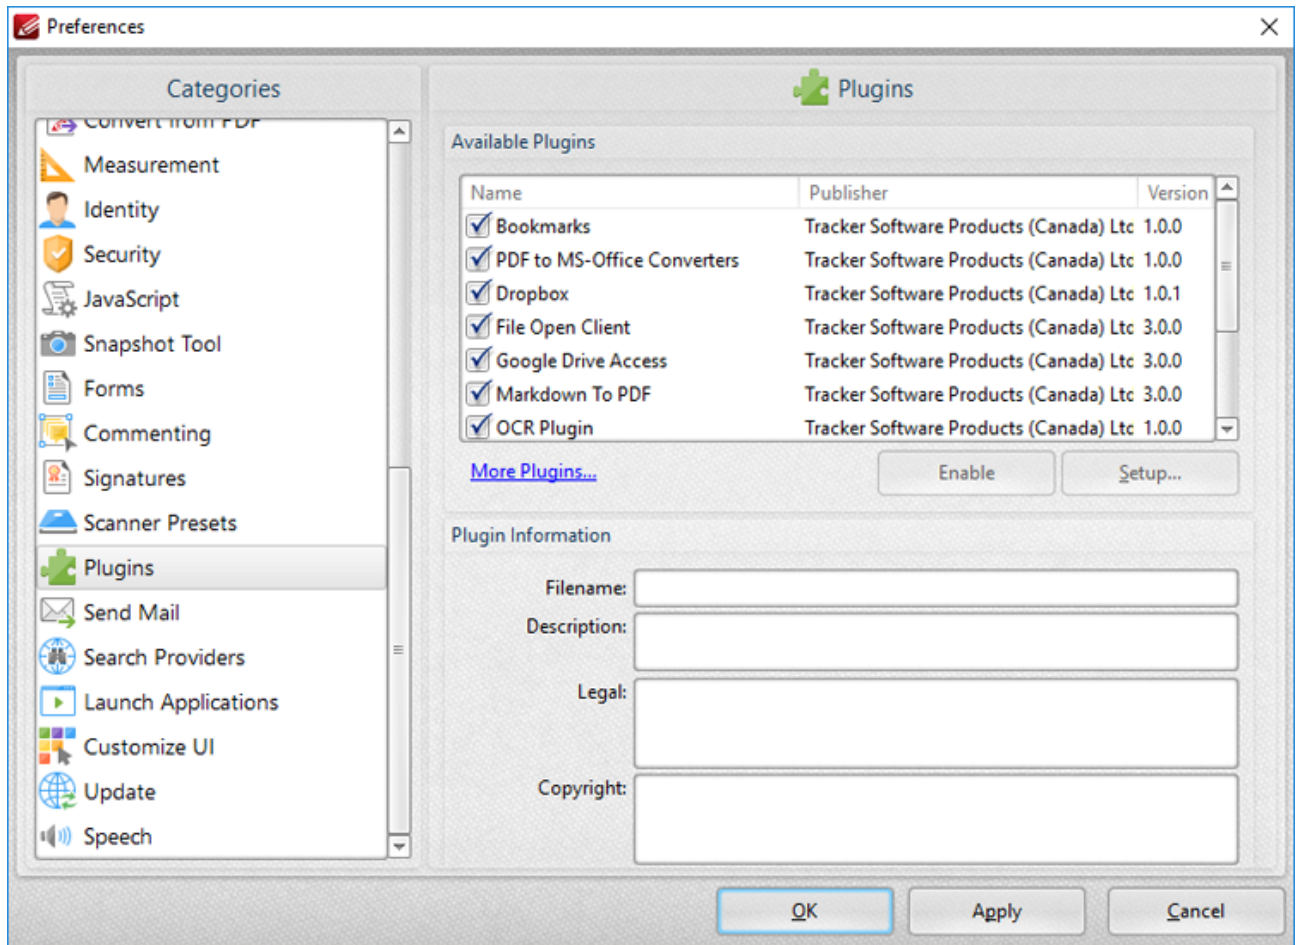 Preferences
Categories
Convert from PDF
Measurement
Identity
Security
JavaScript
Snapshot Tool
Forms
Commenting
Signatures
Scanner Presets
Plugins
Send Mail
Search Providers
Launch Applications
Customize UI
Update
Speech
Plugins
Available Plugins
Name Publisher Version
Bookmarks Tracker Software Products (Canada) Ltc 1.0.0
PDF to MS-Office Converters Tracker Software Products (Canada) Ltc 1.0.0
Dropbox Tracker Software Products (Canada) Ltc 1.0.1
File Open Client Tracker Software Products (Canada) Ltc 3.0.0
Google Drive Access Tracker Software Products (Canada) Ltc 3.0.0
Markdown To PDF Tracker Software Products (Canada) Ltc 3.0.0
OCR Plugin Tracker Software Products (Canada) Ltc 1.0.0
More Plugins... Enable Setup...
Plugin Information
Filename:
Description:
Legal:
Copyright:
OK Apply Cancel